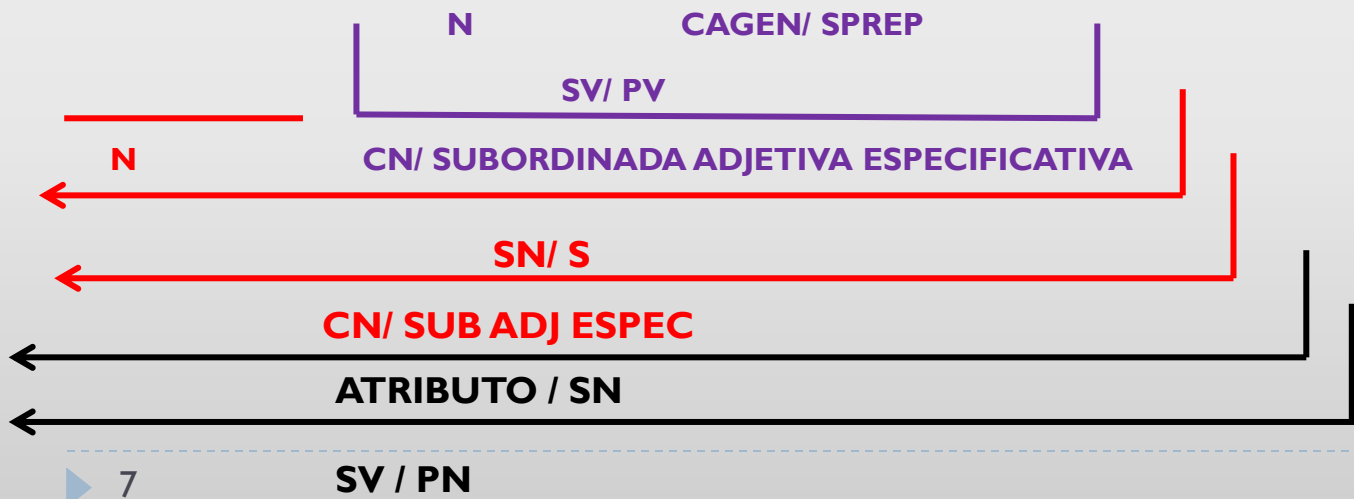 N CAGEN/ SPREP
SV/ PV
N CN/ SUBORDINADA ADJETIVA ESPECIFICATIVA
SN/ S
CN/ SUB ADJ ESPEC
ATRIBUTO / SN
7 SV / PN